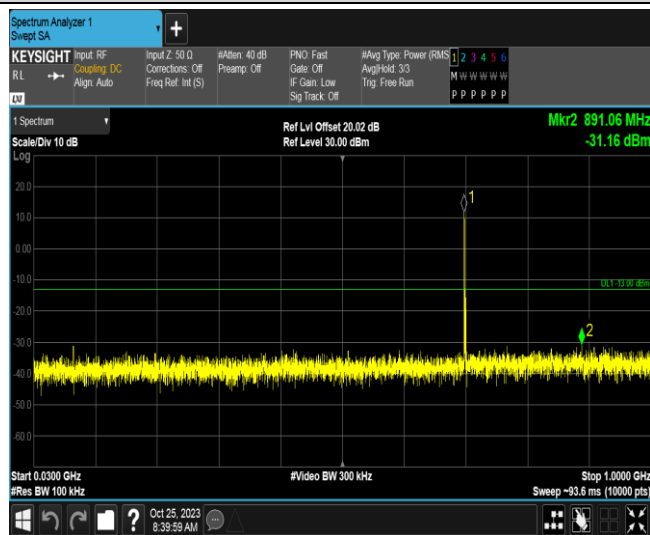 Spectrum Analyzer 1
Swept SA
+
KEYSIGHT Input: RF
RL Coupling: DC
Align: Auto
LXI
Input Z: 50 Ω
Corrections: Off
Freq Ref: Int (S)
#Atten: 40 dB
Preamp: Off
PNO: Fast
Gate: Off
IF Gain: Low
Sig Track: Off
#Avg Type: Power (RMS
Avg|Hold: 3/3
Trig: Free Run
1 2 3 4 5 6
M W W W W W
P P P P P P
1 Spectrum
Scale/Div 10 dB
Log
Ref Lvl Offset 20.02 dB
Ref Level 30.00 dBm
Mkr2 891.06 MHz
-31.16 dBm
20.0
10.0
0.00
-10.0
-20.0
-30.0
-40.0
-50.0
-60.0
1
DL1 -13.00 dBm
2
Start 0.0300 GHz
#Res BW 100 kHz
#Video BW 300 kHz
Stop 1.0000 GHz
Sweep ~93.6 ms (10000 pts)
?
Oct 25, 2023
8:39:59 AM